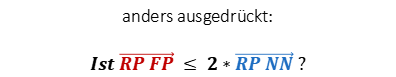 anders ausgedrückt:
Ist RP FP ≤ 2 * RP NN ?